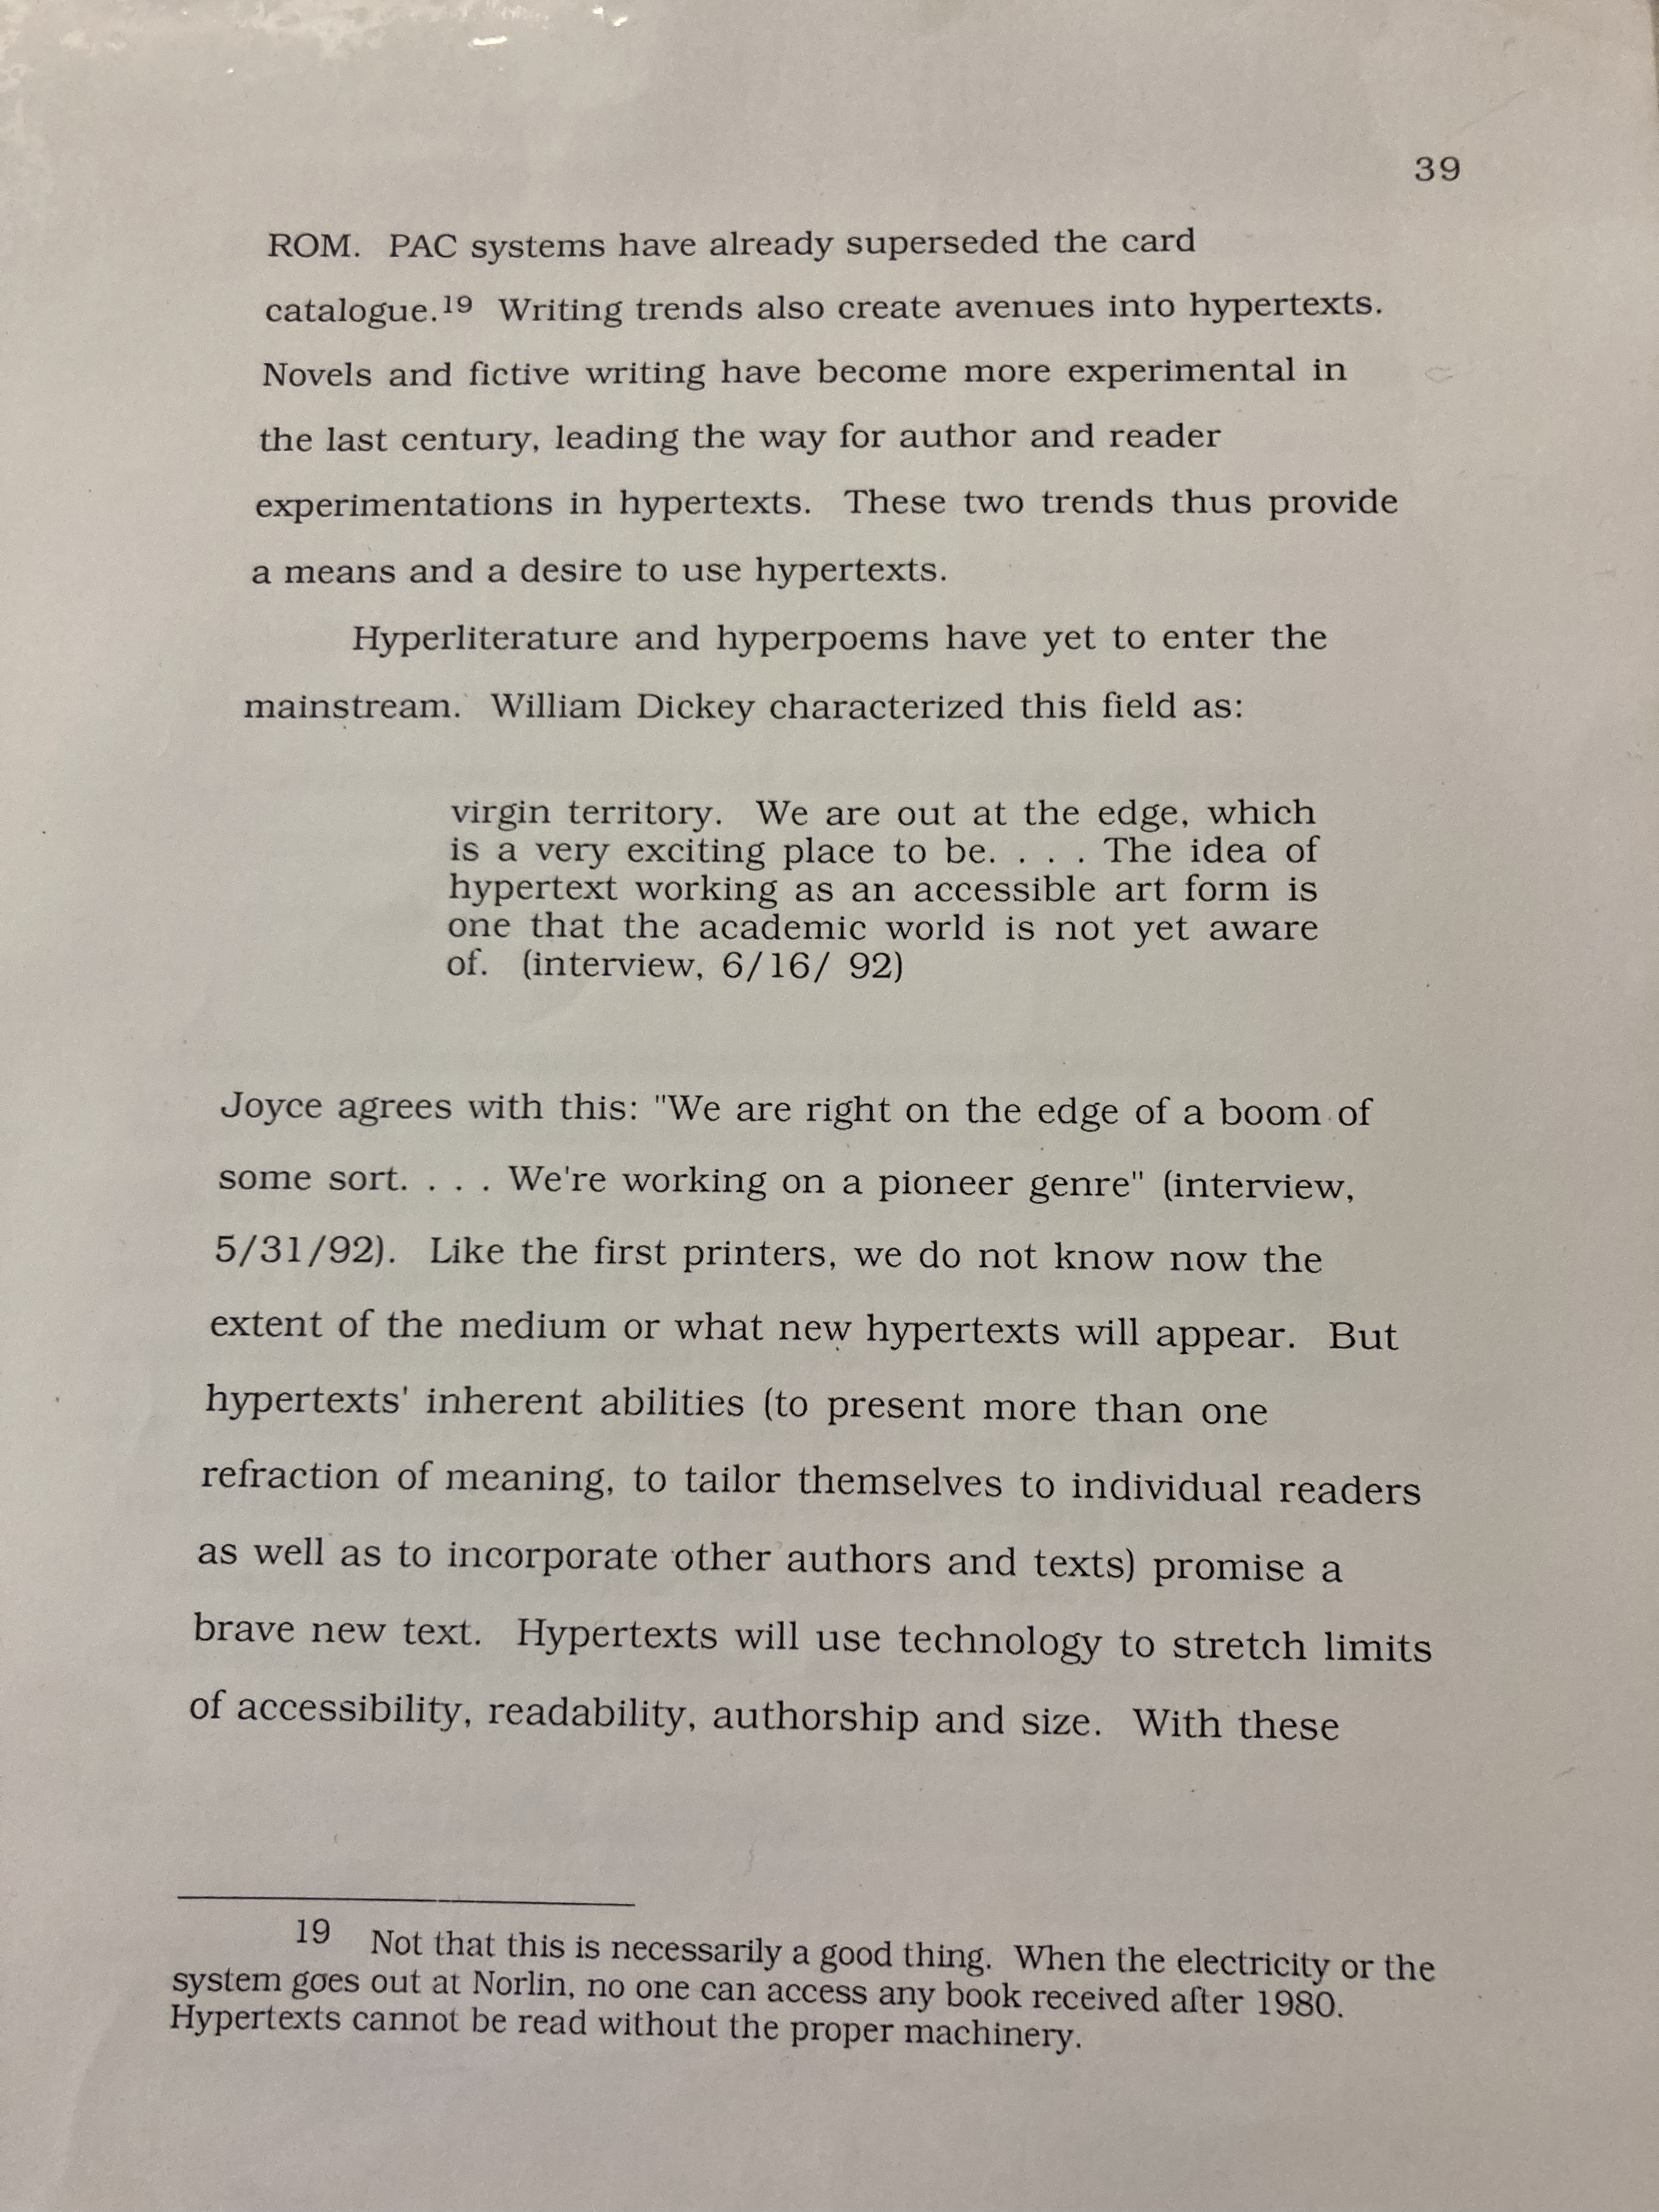 39
ROM.  PAC systems have already superseded the card
catalogue.19  Writing trends also create avenues into hypertexts.
Novels and fictive writing have become more experimental in
the last century, leading the way for author and reader
experimentations in hypertexts.  These two trends thus provide
a means and a desire to use hypertexts.
Hyperliterature and hyperpoems have yet to enter the
mainstream.  William Dickey characterized this field as:
virgin territory.  We are out at the edge, which
is a very exciting place to be. . . . The idea of
hypertext working as an accessible art form is
one that the academic world is not yet aware
of.  (interview, 6/16/ 92)
Joyce agrees with this: "We are right on the edge of a boom of
some sort. . . . We're working on a pioneer genre" (interview,
5/31/92).  Like the first printers, we do not know now the
extent of the medium or what new hypertexts will appear.  But
hypertexts' inherent abilities (to present more than one
refraction of meaning, to tailor themselves to individual readers
as well as to incorporate other authors and texts) promise a
brave new text.  Hypertexts will use technology to stretch limits
of accessibility, readability, authorship and size.  With these
19  Not that this is necessarily a good thing.  When the electricity or the
system goes out at Norlin, no one can access any book received after 1980.
Hypertexts cannot be read without the proper machinery.